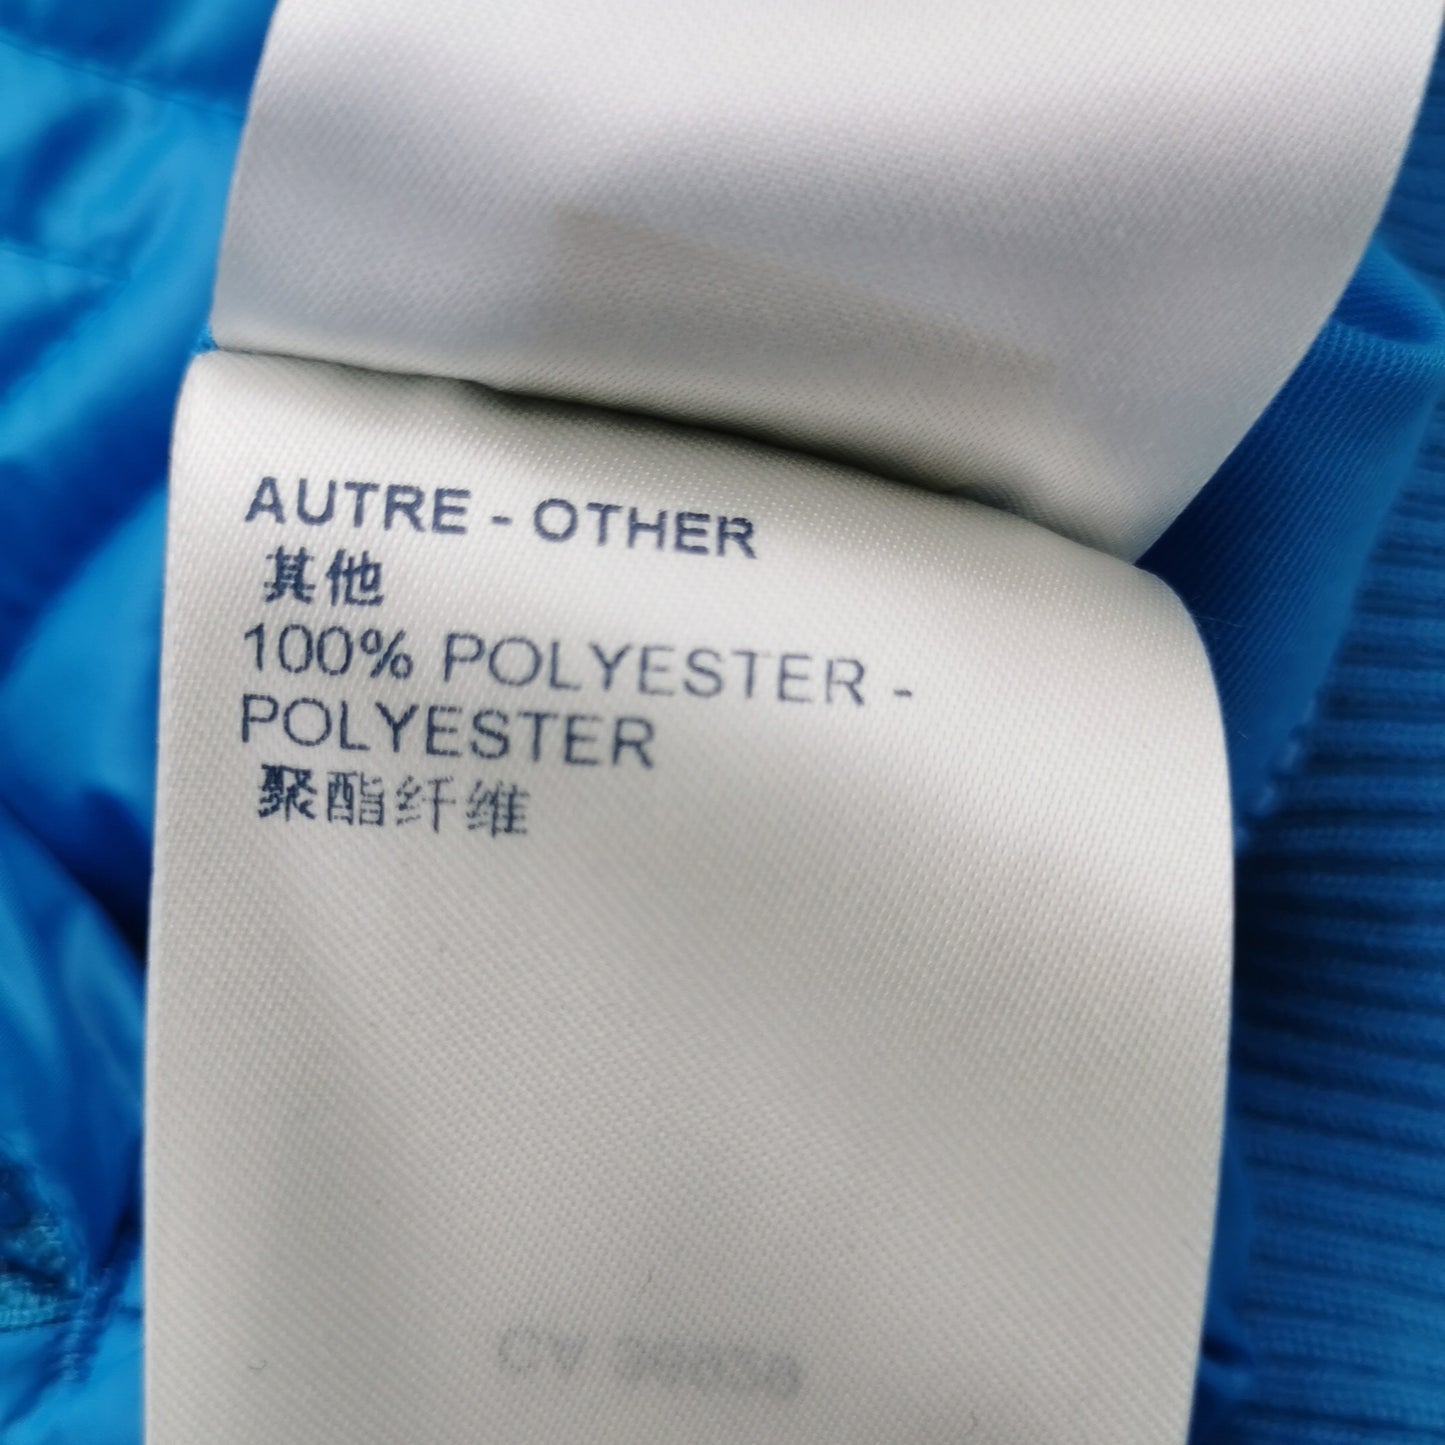 AUTRE - OTHER
其他
100% POLYESTER -
POLYESTER
聚酯纤维